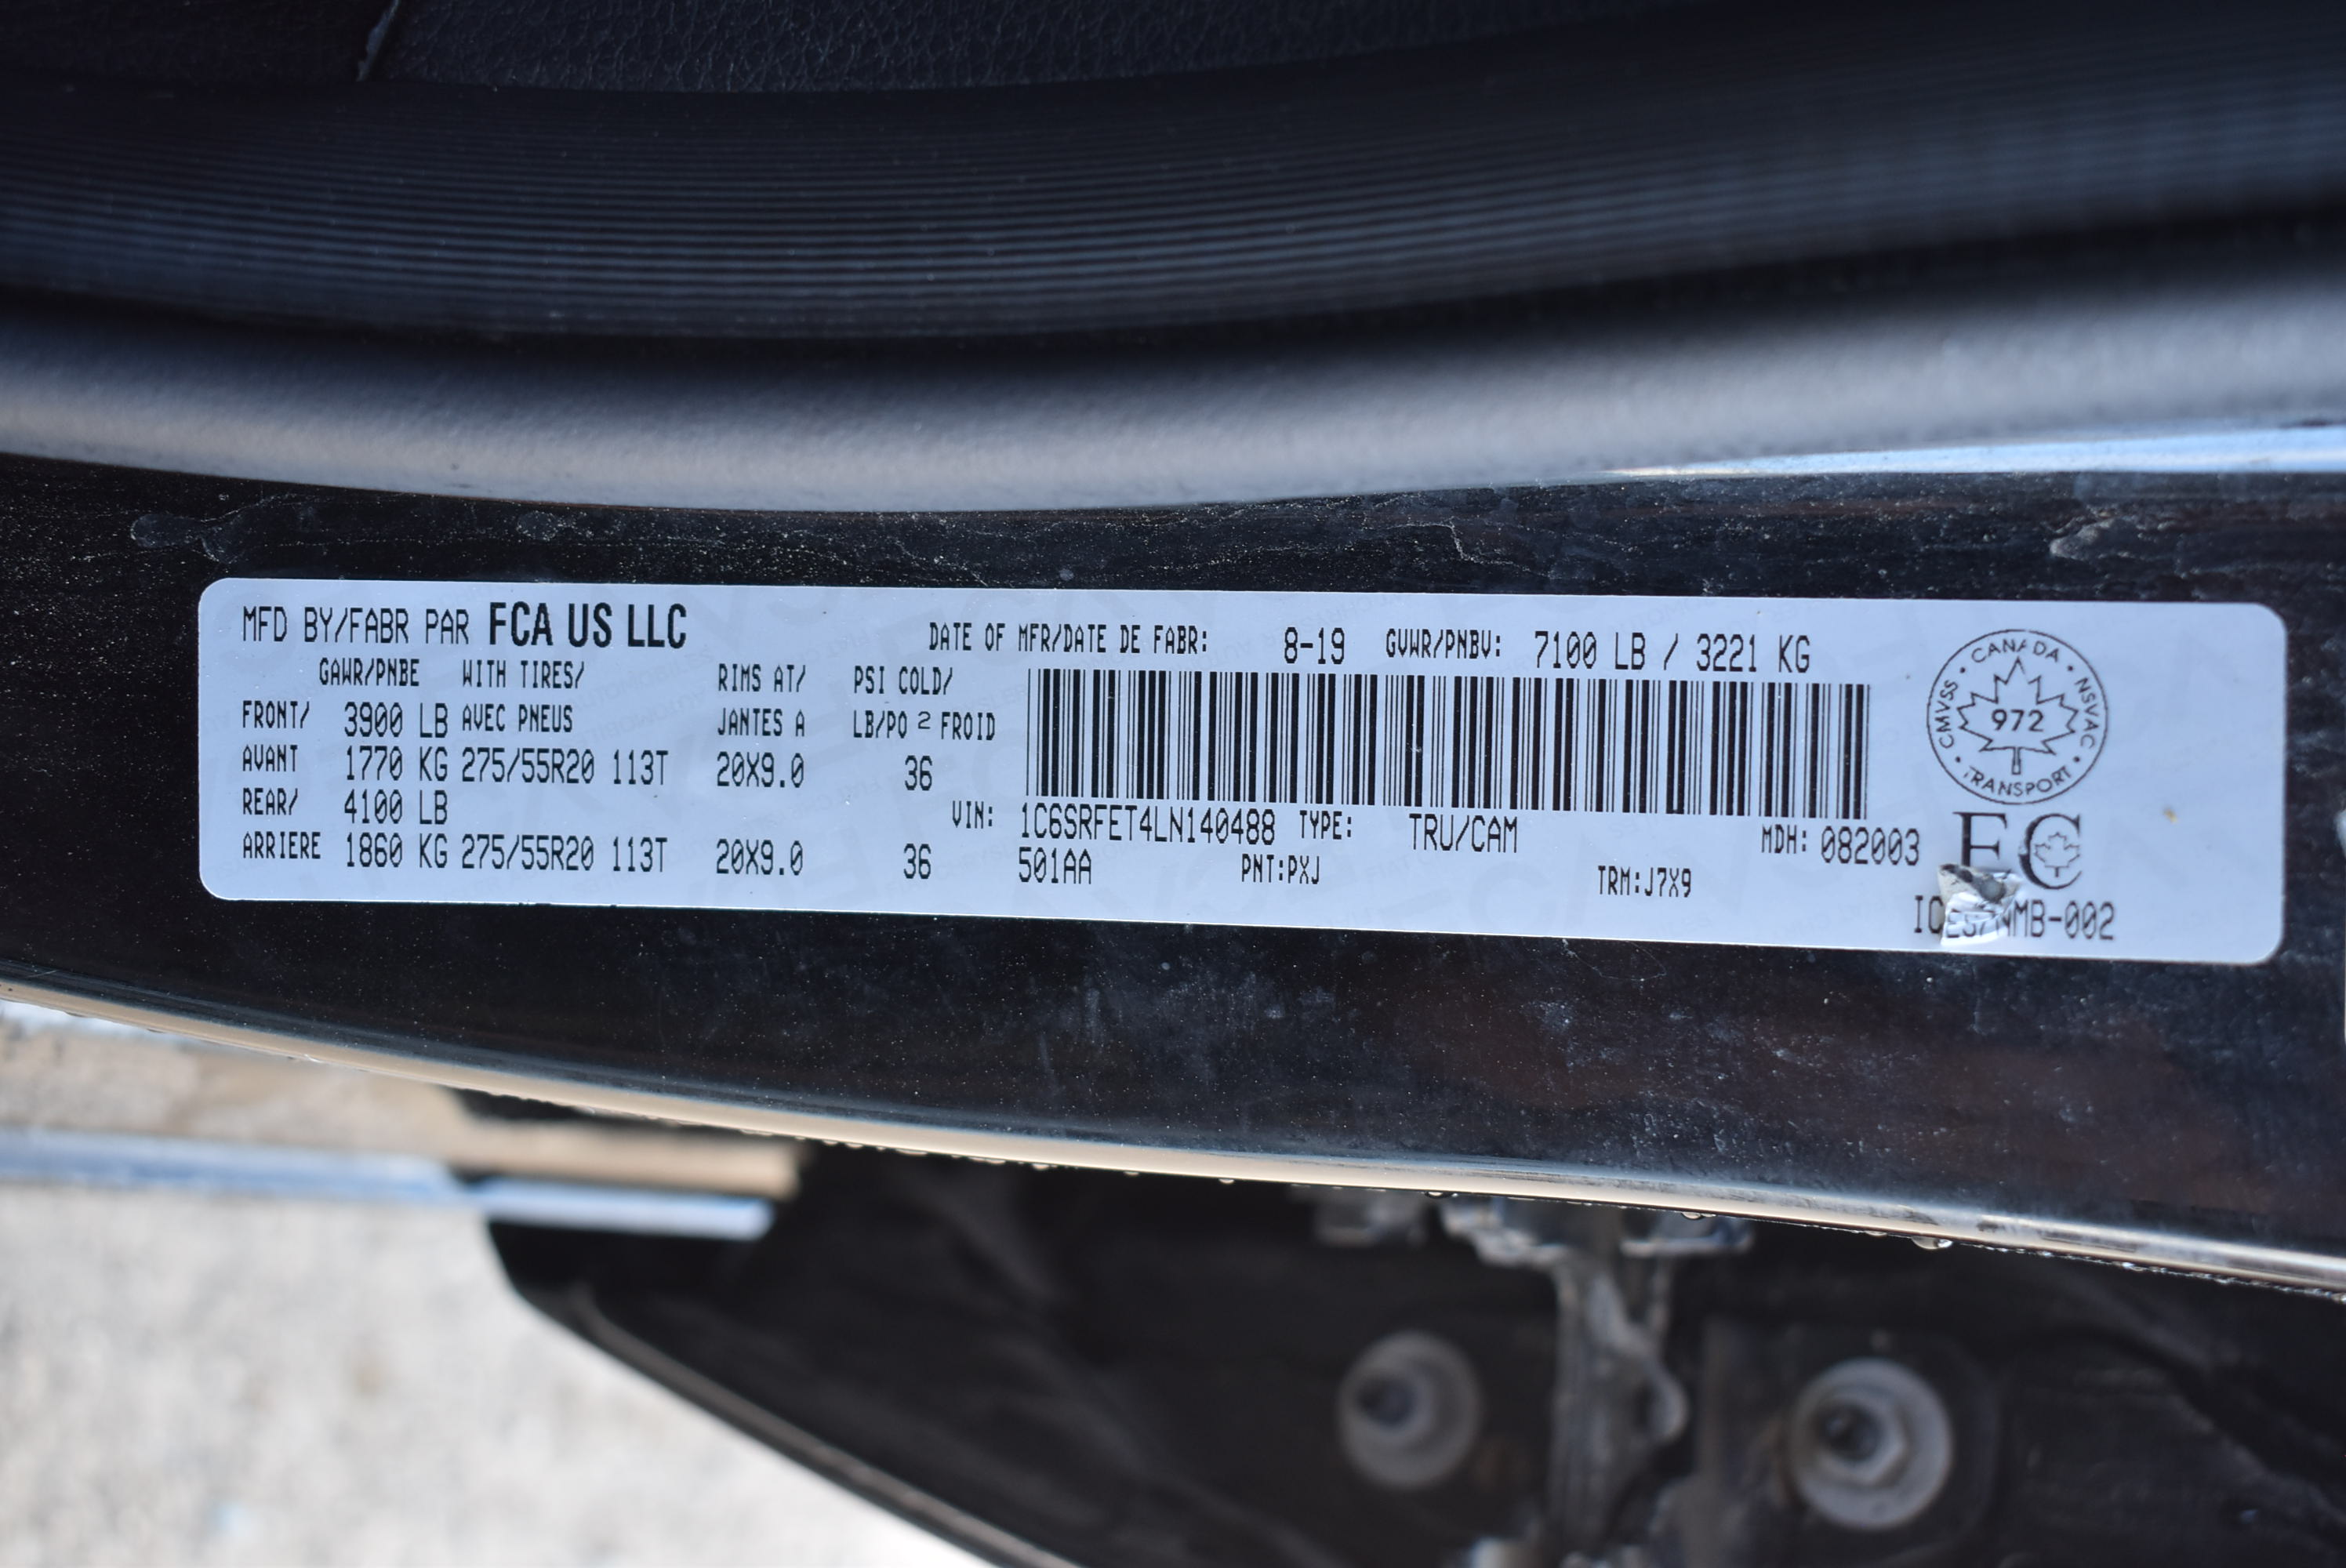 MFD BY/FABR PAR FCA US LLC
DATE OF MFR/DATE DE FABR: 8-19 GVWR/PNBV: 7100 LB / 3221 KG
GAWR/PNBE WITH TIRES/ RIMS AT/ PSI COLD/
FRONT/ 3900 LB AVEC PNEUS JANTES A LB/PO 2 FROID
AVANT 1770 KG 275/55R20 113T 20X9.0 36
REAR/ 4100 LB
ARRIERE 1860 KG 275/55R20 113T 20X9.0 36
VIN: 1C6SRFET4LN140488 TYPE: TRU/CAM MDH: 082003
501AA PNT:PXJ TRM:J7X9
CANADA
CMVSS 972 NSVAC
TRANSPORT
EC
ICES/NMB-002